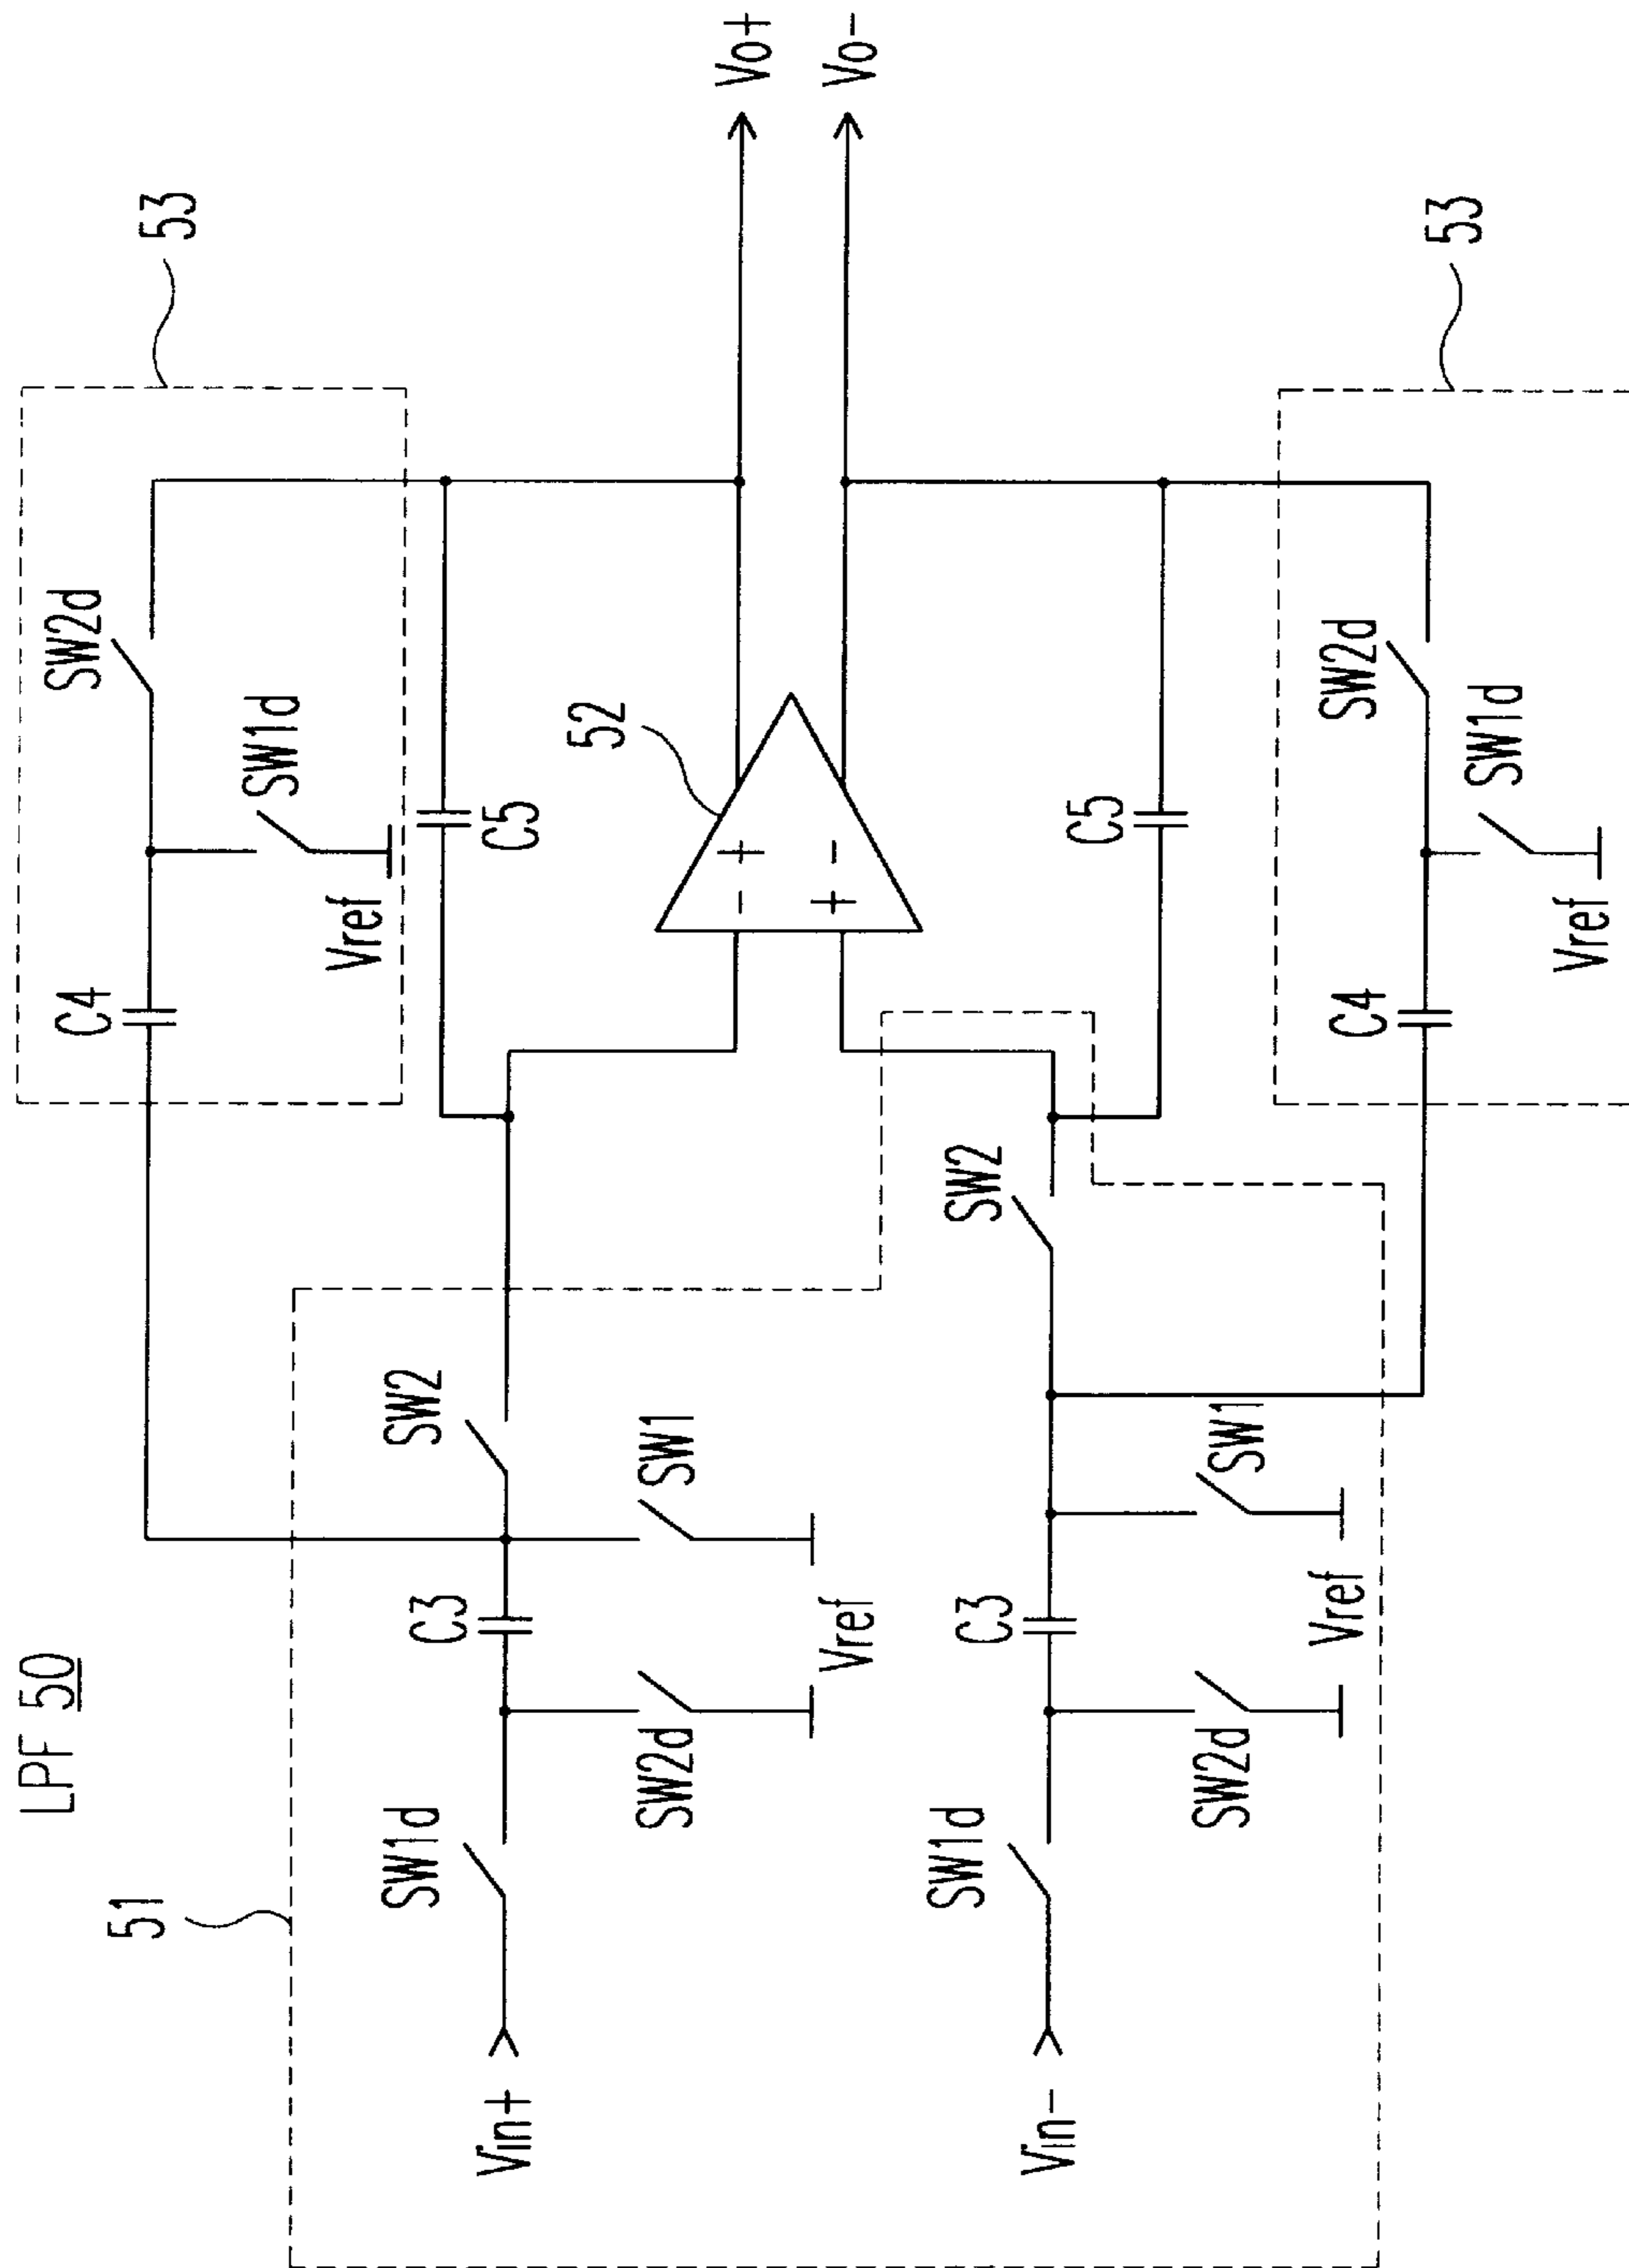 LPF 50
51
53
C4
SW2d
SW1d
Vref
C5
52
Vo+
Vo-
Vin+
SW1d
C3
SW2
SW2d
SW1
Vref
- +
+ -
Vin-
SW1d
C3
SW2
SW2d
SW1
Vref
C5
53
C4
SW2d
SW1d
Vref